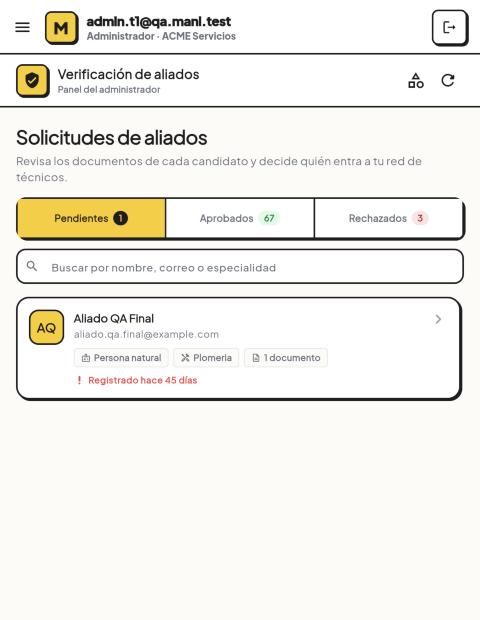 M
admin.t1@qa.mani.test
Administrador · ACME Servicios
Verificación de aliados
Panel del administrador
Solicitudes de aliados
Revisa los documentos de cada candidato y decide quién entra a tu red de
técnicos.
Pendientes 1
Aprobados 67
Rechazados 3
Buscar por nombre, correo o especialidad
AQ
Aliado QA Final
aliado.qa.final@example.com
Persona natural
Plomeria
1 documento
! Registrado hace 45 días